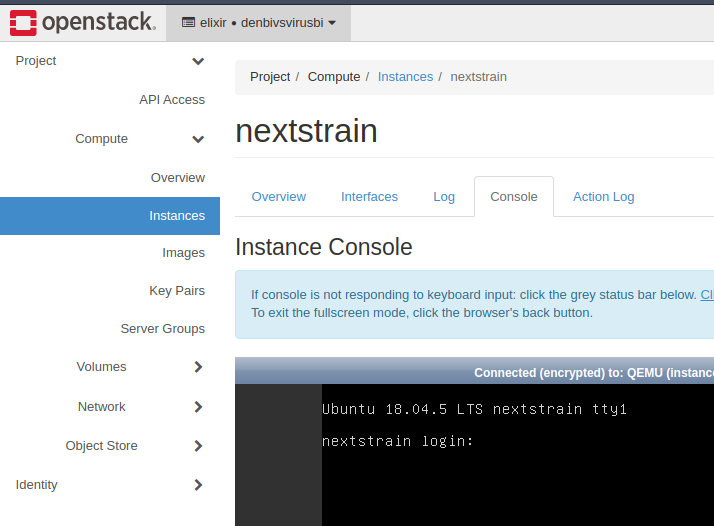 openstack.
elixir • denbivsvirusbi
Project
API Access
Compute
Overview
Instances
Images
Key Pairs
Server Groups
Volumes
Network
Object Store
Identity
Project / Compute / Instances / nextstrain
nextstrain
Overview Interfaces Log Console Action Log
Instance Console
If console is not responding to keyboard input: click the grey status bar below.
To exit the fullscreen mode, click the browser's back button.
Connected (encrypted) to: QEMU (instance
Ubuntu 18.04.5 LTS nextstrain tty1
nextstrain login: